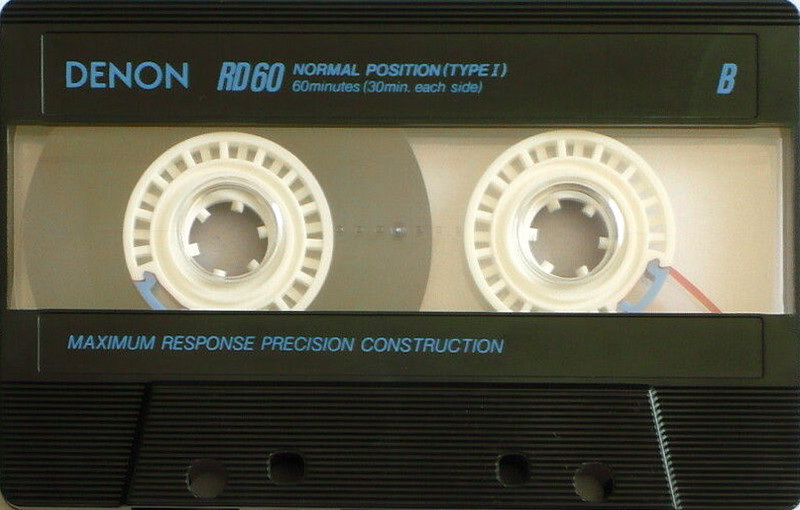 DENON RD60 NORMAL POSITION (TYPE I)
60minutes (30min. each side)
B
MAXIMUM RESPONSE PRECISION CONSTRUCTION